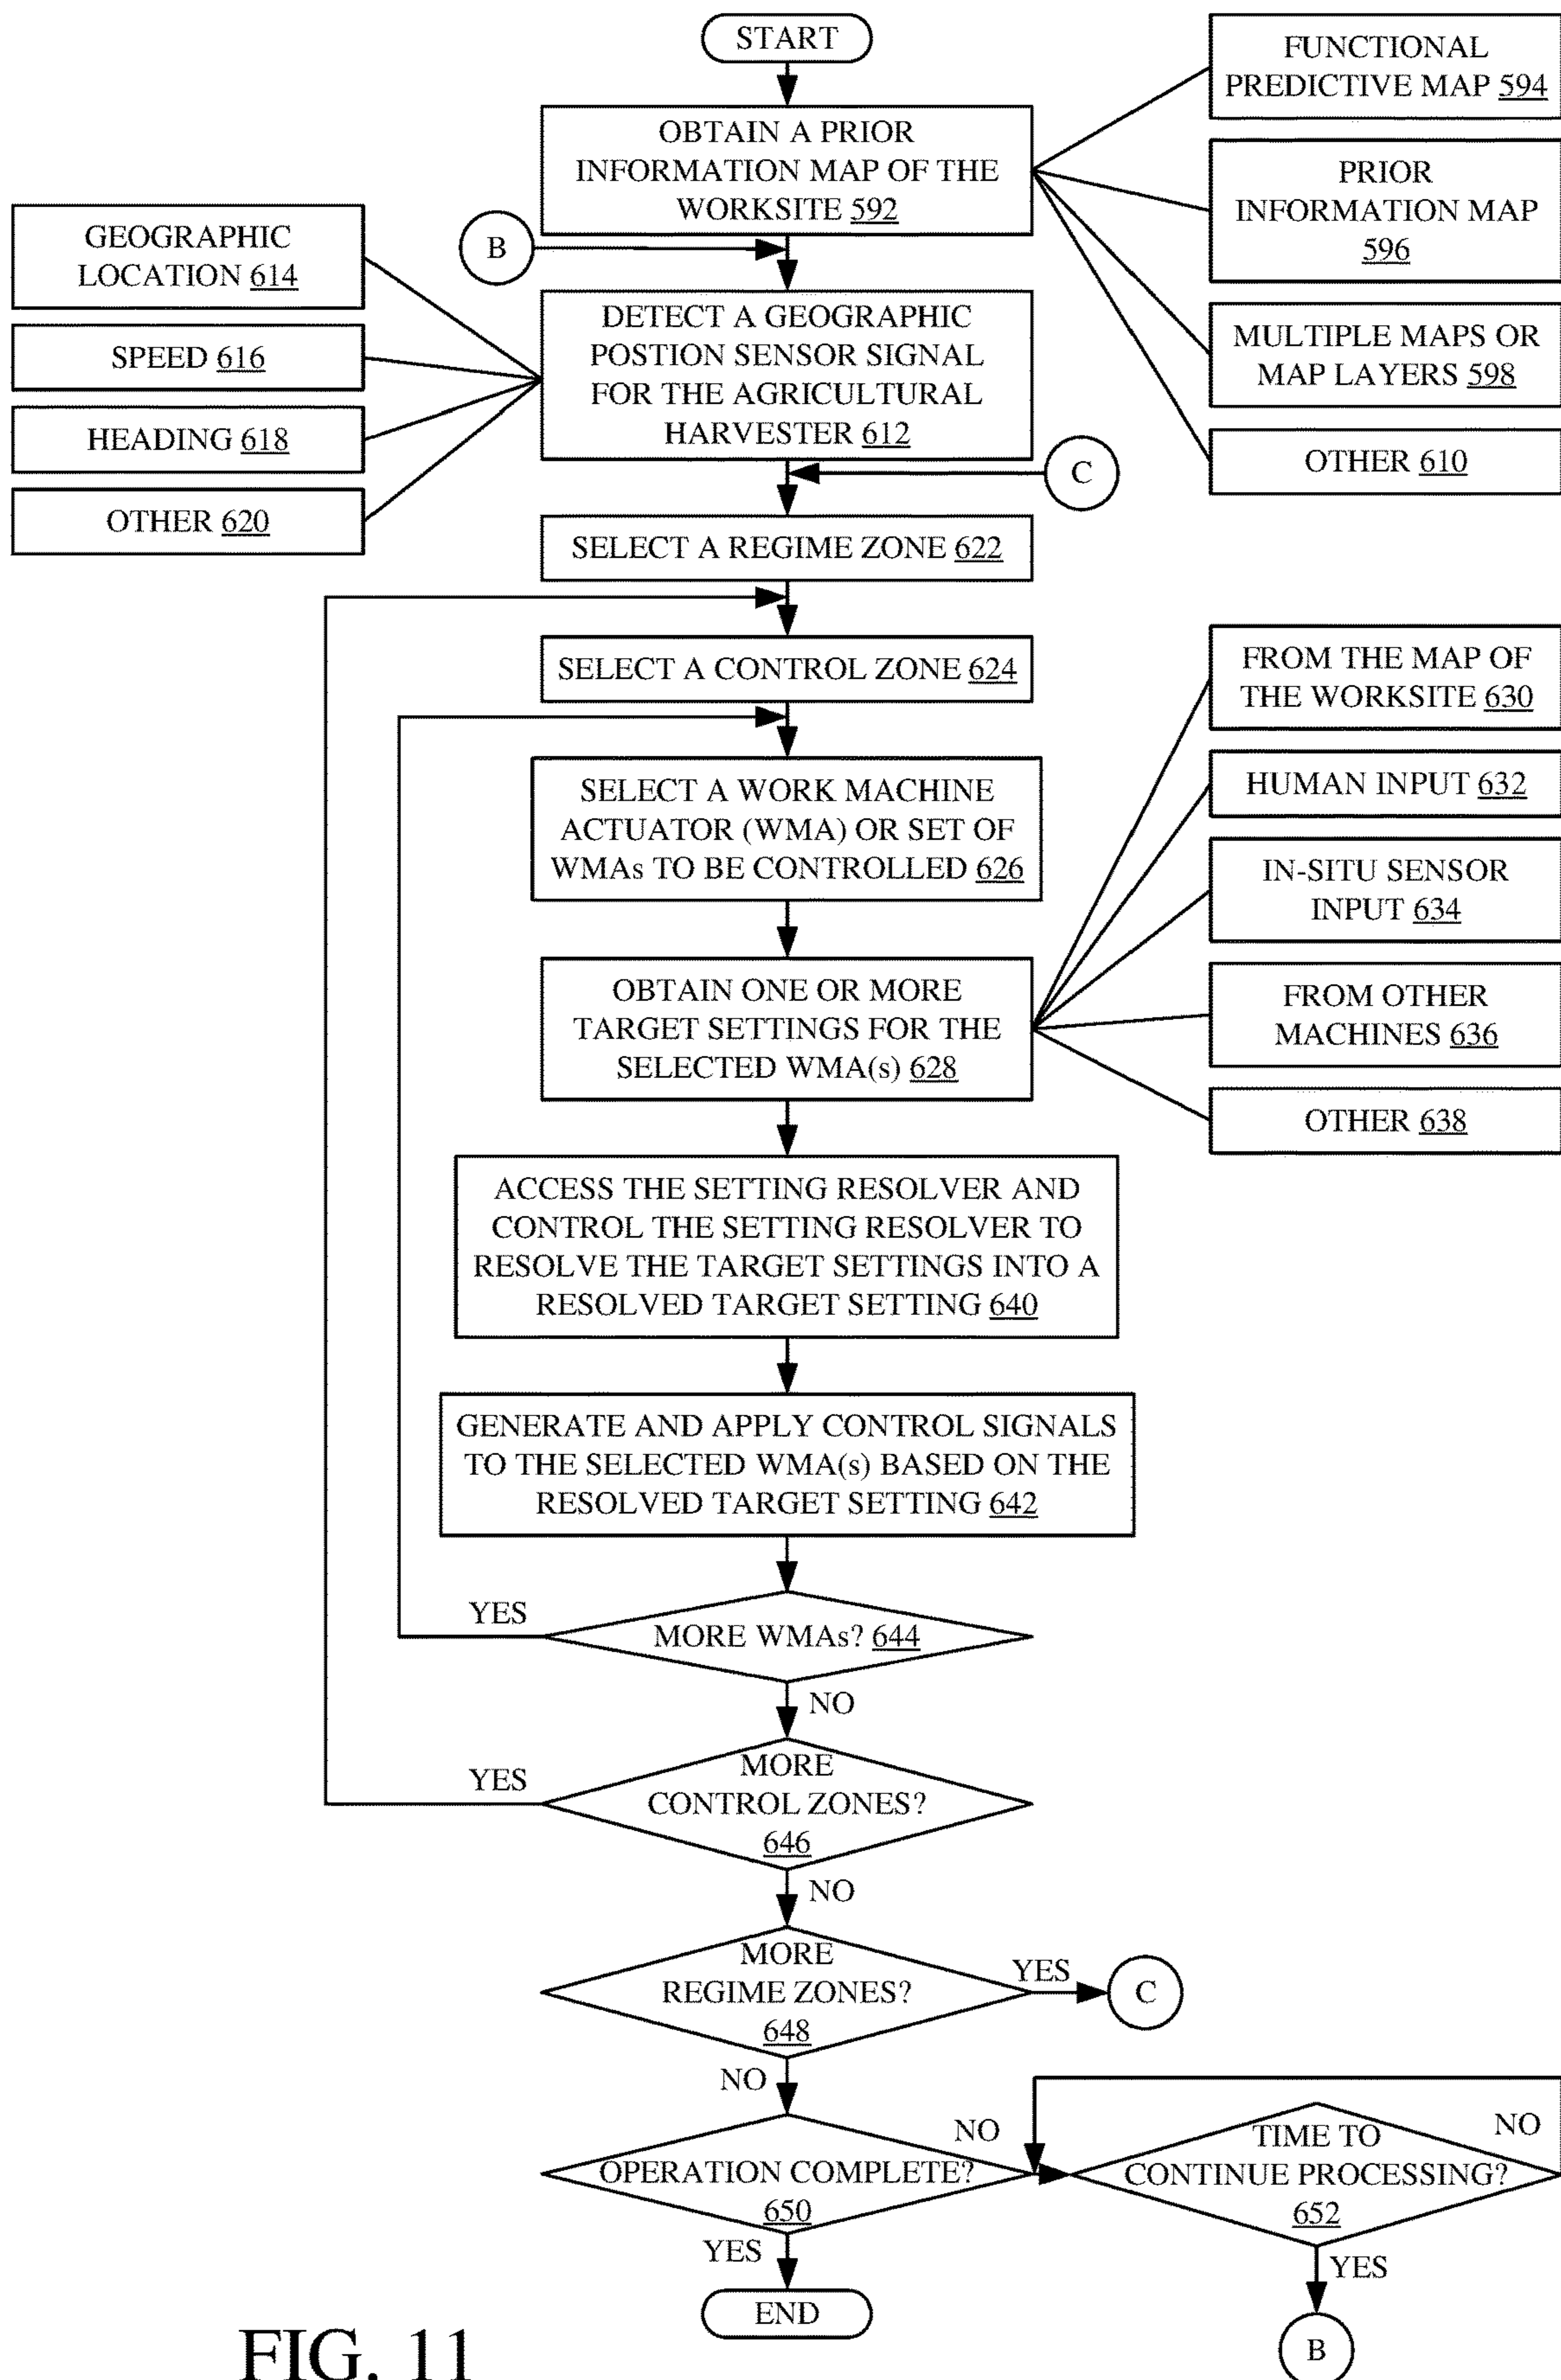 START
OBTAIN A PRIOR
INFORMATION MAP OF THE
WORKSITE 592
FUNCTIONAL
PREDICTIVE MAP 594
PRIOR
INFORMATION MAP
596
MULTIPLE MAPS OR
MAP LAYERS 598
OTHER 610
B
DETECT A GEOGRAPHIC
POSTION SENSOR SIGNAL
FOR THE AGRICULTURAL
HARVESTER 612
GEOGRAPHIC
LOCATION 614
SPEED 616
HEADING 618
OTHER 620
C
SELECT A REGIME ZONE 622
SELECT A CONTROL ZONE 624
SELECT A WORK MACHINE
ACTUATOR (WMA) OR SET OF
WMAs TO BE CONTROLLED 626
OBTAIN ONE OR MORE
TARGET SETTINGS FOR THE
SELECTED WMA(s) 628
FROM THE MAP OF
THE WORKSITE 630
HUMAN INPUT 632
IN-SITU SENSOR
INPUT 634
FROM OTHER
MACHINES 636
OTHER 638
ACCESS THE SETTING RESOLVER AND
CONTROL THE SETTING RESOLVER TO
RESOLVE THE TARGET SETTINGS INTO A
RESOLVED TARGET SETTING 640
GENERATE AND APPLY CONTROL SIGNALS
TO THE SELECTED WMA(s) BASED ON THE
RESOLVED TARGET SETTING 642
YES
MORE WMAs? 644
NO
YES
MORE
CONTROL ZONES?
646
NO
MORE
REGIME ZONES?
648
YES
C
NO
OPERATION COMPLETE?
650
NO
TIME TO
CONTINUE PROCESSING?
652
NO
YES
END
YES
B
FIG. 11